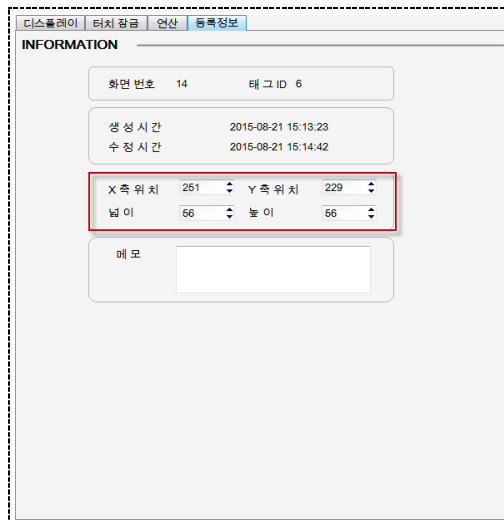 디스플레이 터치 잠금 연산 등록정보
INFORMATION
화면 번호 14 태그 ID 6
생성시간 2015-08-21 15:13:23
수정시간 2015-08-21 15:14:42
X축위치 251 Y축위치 229
넓이 56 높이 56
메모